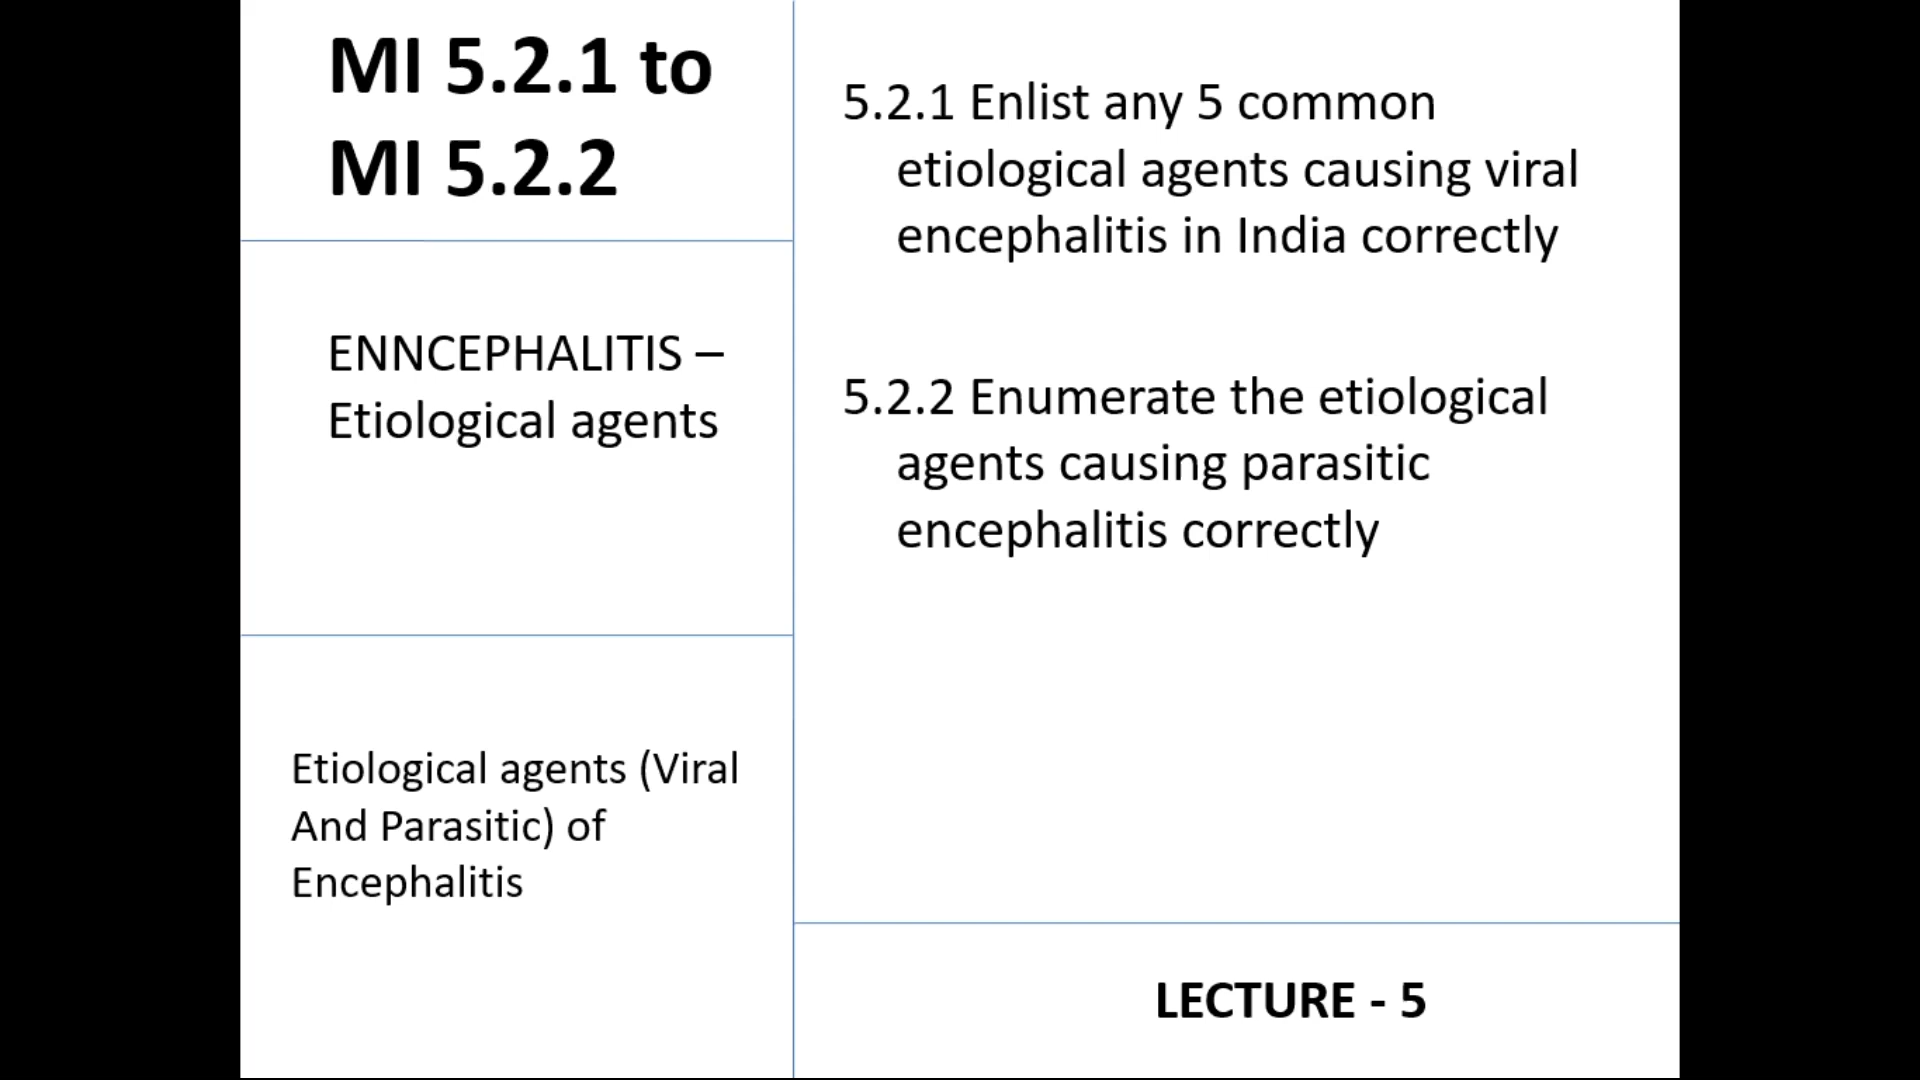 MI 5.2.1 to
MI 5.2.2
ENNCEPHALITIS –
Etiological agents
Etiological agents (Viral
And Parasitic) of
Encephalitis
5.2.1 Enlist any 5 common
etiological agents causing viral
encephalitis in India correctly
5.2.2 Enumerate the etiological
agents causing parasitic
encephalitis correctly
LECTURE - 5